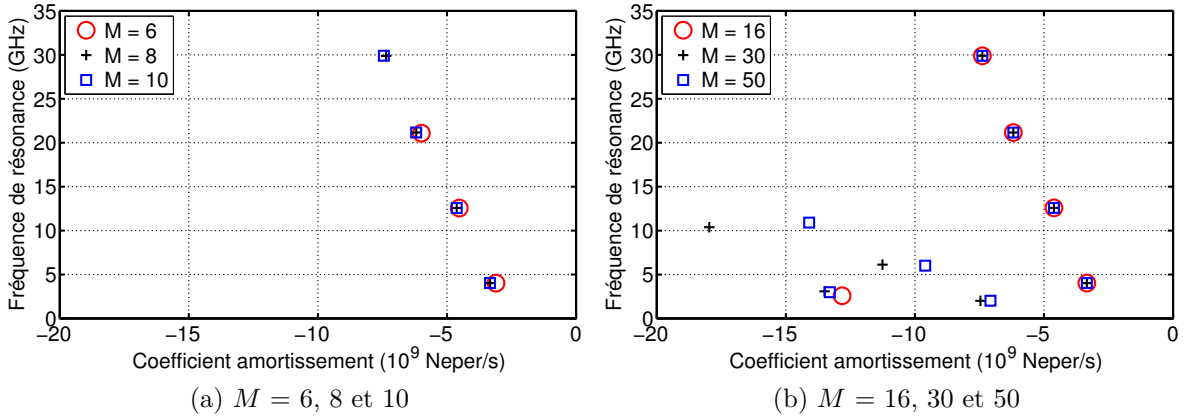 Fréquence de résonance (GHz)
35
30
25
20
15
10
5
0
M = 6
M = 8
M = 10
−20
−15
−10
−5
0
Coefficient amortissement (10⁹ Neper/s)
(a) M = 6, 8 et 10
Fréquence de résonance (GHz)
35
30
25
20
15
10
5
0
M = 16
M = 30
M = 50
−20
−15
−10
−5
0
Coefficient amortissement (10⁹ Neper/s)
(b) M = 16, 30 et 50